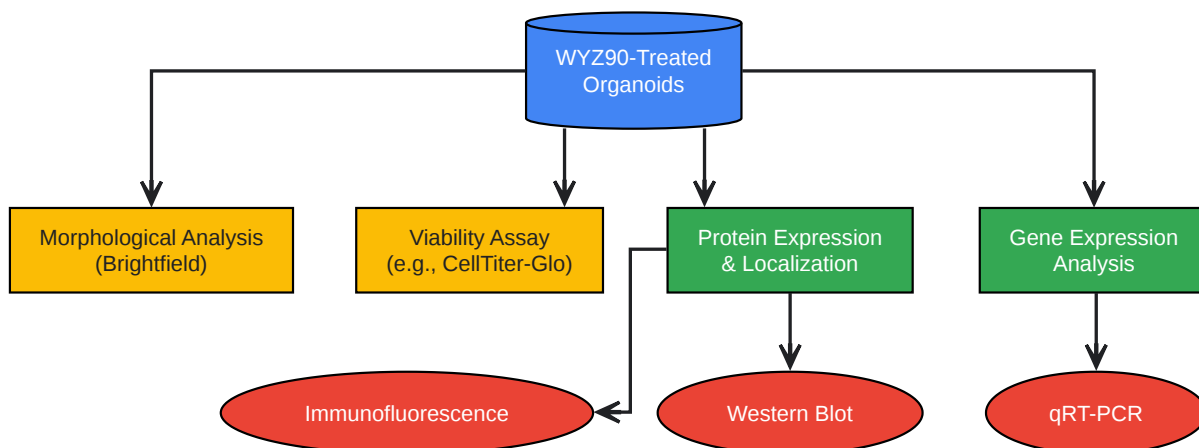 WYZ90-Treated
Organoids
Morphological Analysis
(Brightfield)
Viability Assay
(e.g., CellTiter-Glo)
Protein Expression
& Localization
Gene Expression
Analysis
Immunofluorescence
Western Blot
qRT-PCR